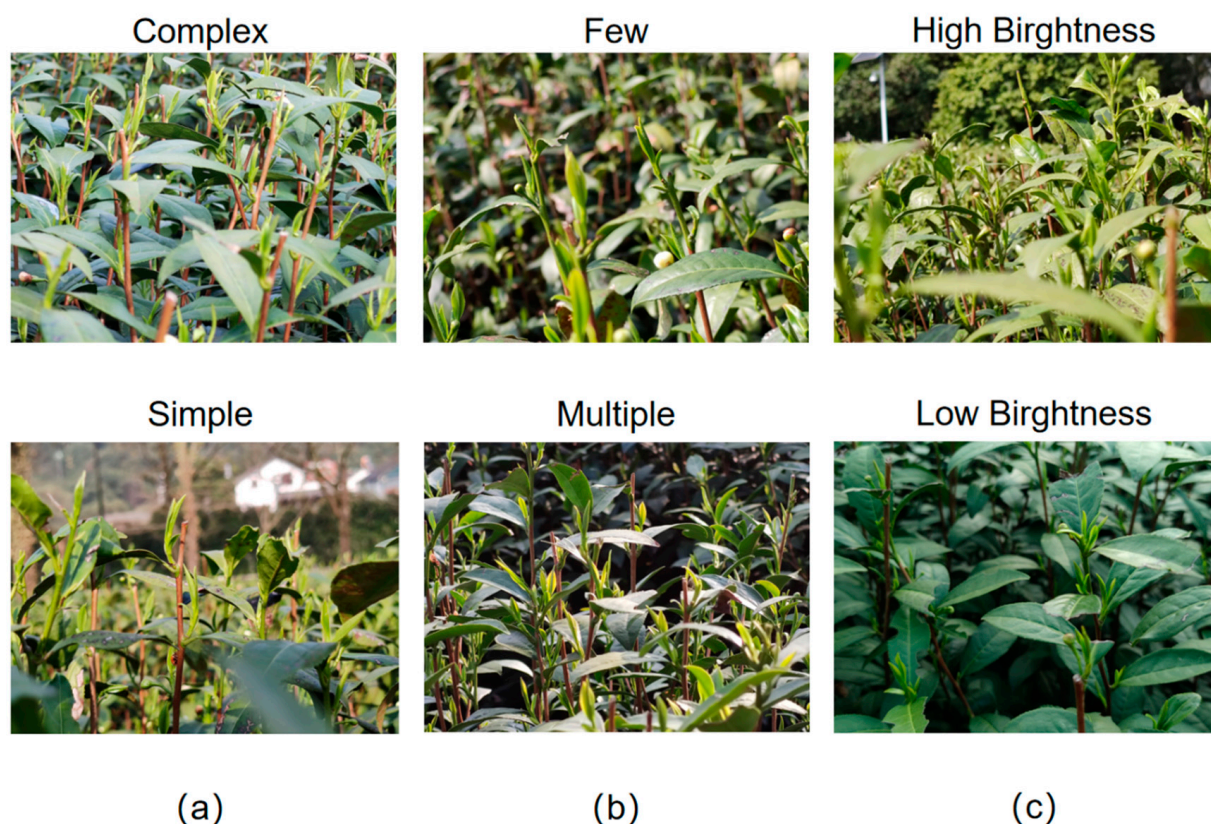 Complex
Few
High Birghtness
Simple
Multiple
Low Birghtness
(a)
(b)
(c)